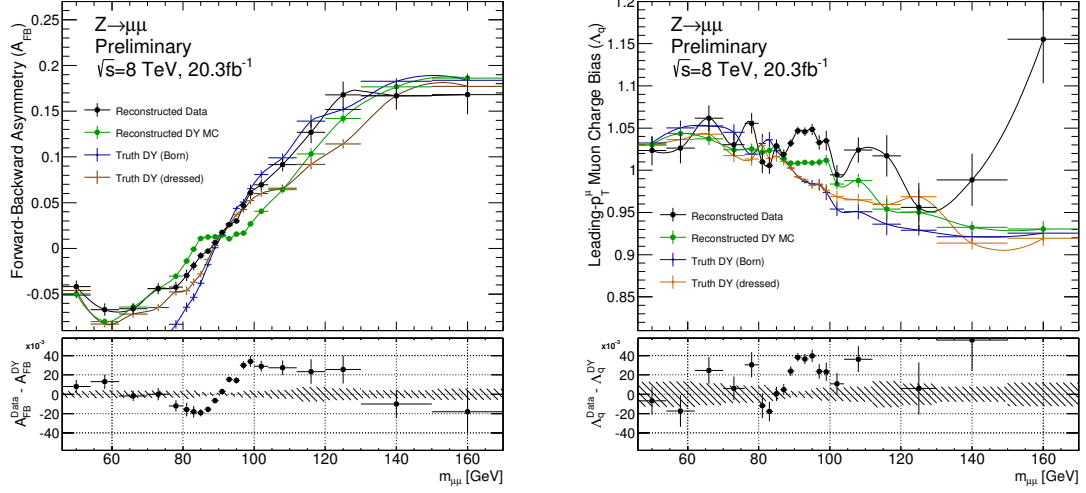 Forward-Backward Asymmetry (A_FB)
0.25
0.2
0.15
0.1
0.05
0
-0.05
Z→μμ
Preliminary
√s=8 TeV, 20.3fb⁻¹
Reconstructed Data
Reconstructed DY MC
Truth DY (Born)
Truth DY (dressed)
A_FB^Data - A_FB^DY
×10⁻³
40
20
0
-20
-40
60 80 100 120 140 160
m_μμ [GeV]
Leading-p_T^μ Muon Charge Bias (Λ_q)
1.2
1.15
1.1
1.05
1
0.95
0.9
0.85
Z→μμ
Preliminary
√s=8 TeV, 20.3fb⁻¹
Reconstructed Data
Reconstructed DY MC
Truth DY (Born)
Truth DY (dressed)
Λ_q^Data - Λ_q^DY
×10⁻³
40
20
0
-20
-40
60 80 100 120 140 160
m_μμ [GeV]